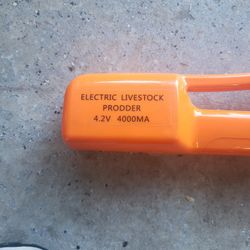 ELECTRIC LIVESTOCK
PRODDER
4.2V 4000MA